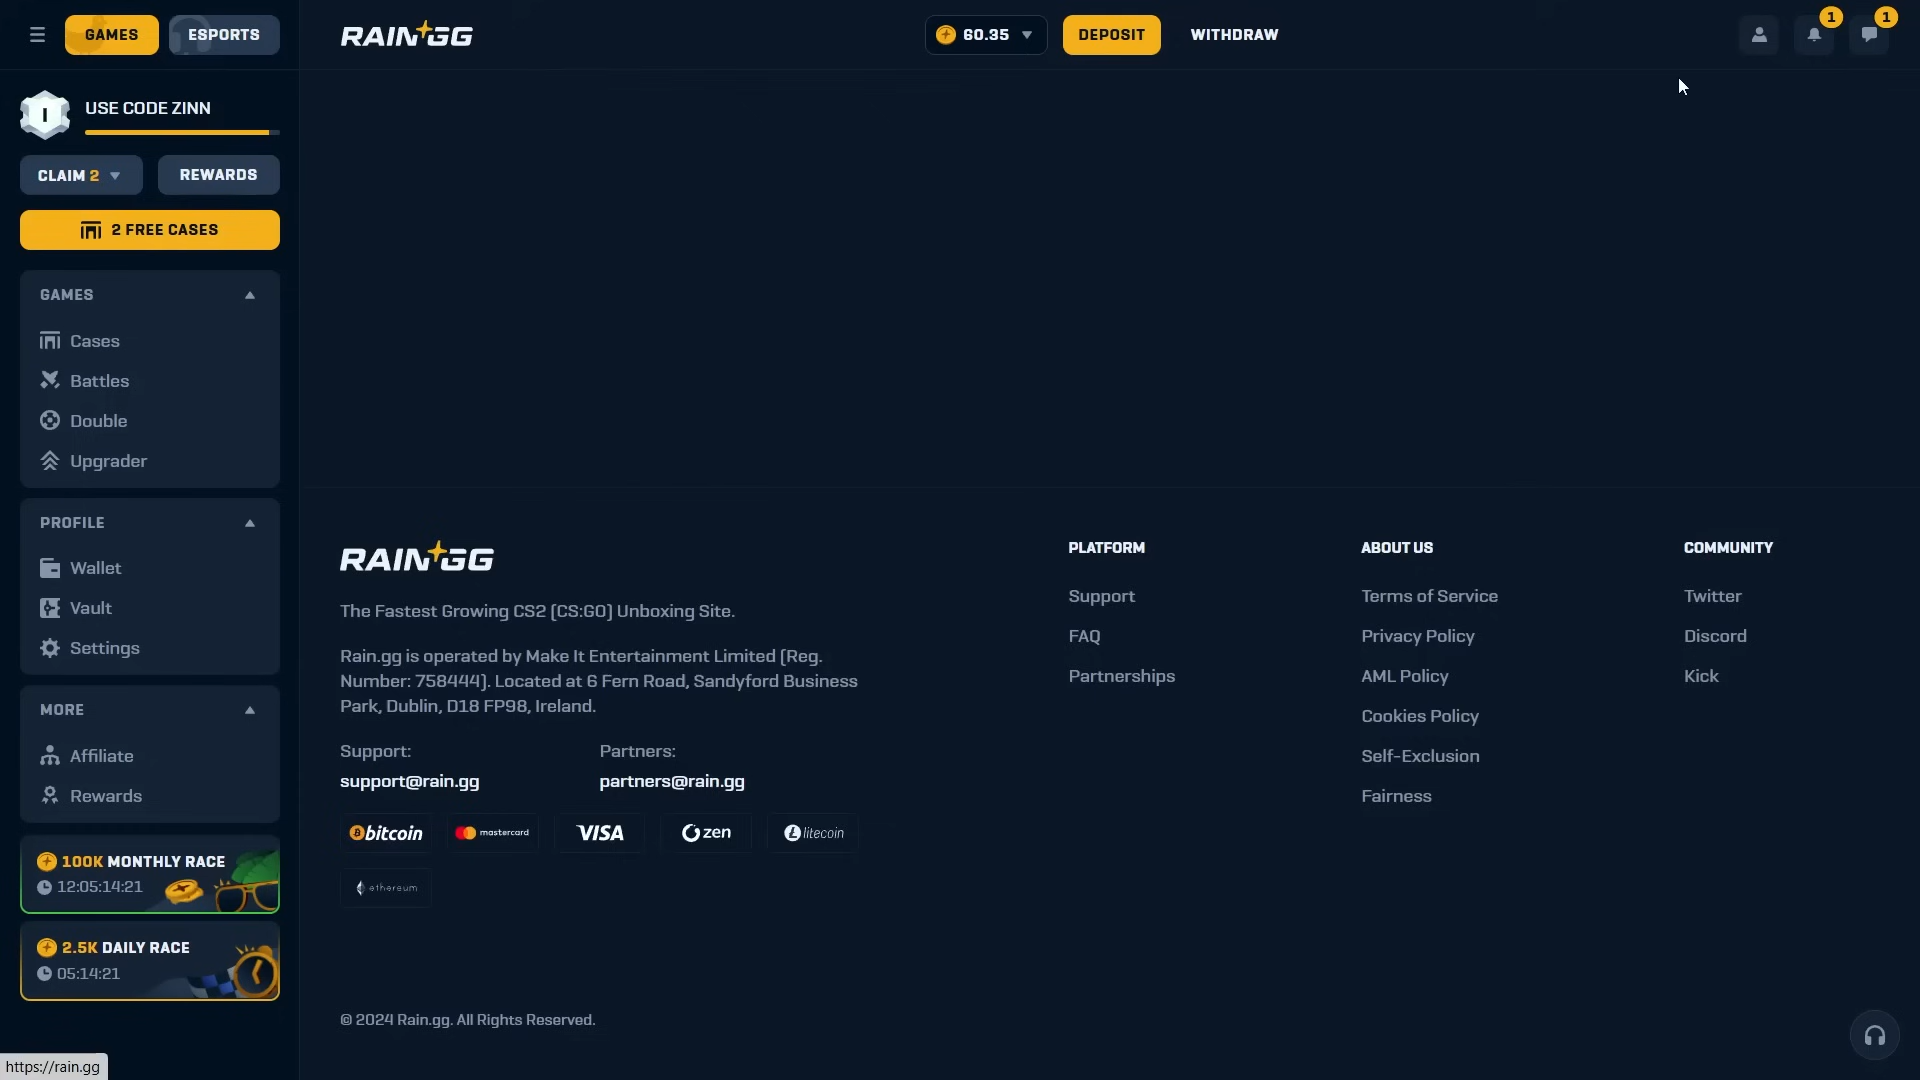 GAMES
ESPORTS
RAIN GG
60.35
DEPOSIT
WITHDRAW
1
1
I
USE CODE ZINN
CLAIM 2
REWARDS
2 FREE CASES
GAMES
Cases
Battles
Double
Upgrader
PROFILE
Wallet
Vault
Settings
MORE
Affiliate
Rewards
100K MONTHLY RACE
12:05:14:21
2.5K DAILY RACE
05:14:21
RAIN GG
The Fastest Growing CS2 (CS:GO) Unboxing Site.
Rain.gg is operated by Make It Entertainment Limited (Reg.
Number: 758444). Located at 6 Fern Road, Sandyford Business
Park, Dublin, D18 FP98, Ireland.
Support:
support@rain.gg
Partners:
partners@rain.gg
bitcoin
mastercard
VISA
zen
litecoin
ethereum
PLATFORM
Support
FAQ
Partnerships
ABOUT US
Terms of Service
Privacy Policy
AML Policy
Cookies Policy
Self-Exclusion
Fairness
COMMUNITY
Twitter
Discord
Kick
© 2024 Rain.gg. All Rights Reserved.
https://rain.gg